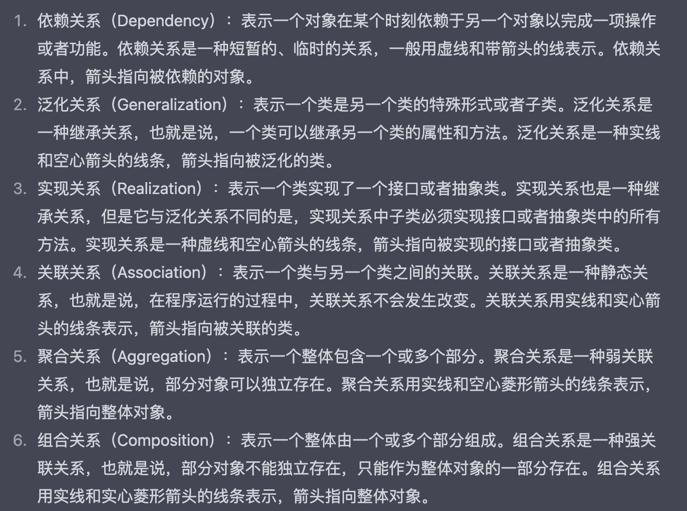 1. 依赖关系（Dependency）：表示一个对象在某个时刻依赖于另一个对象以完成一项操作
或者功能。依赖关系是一种短暂的、临时的关系，一般用虚线和带箭头的线表示。依赖关
系中，箭头指向被依赖的对象。
2. 泛化关系（Generalization）：表示一个类是另一个类的特殊形式或者子类。泛化关系是
一种继承关系，也就是说，一个类可以继承另一个类的属性和方法。泛化关系是一种实线
和空心箭头的线条，箭头指向被泛化的类。
3. 实现关系（Realization）：表示一个类实现了一个接口或者抽象类。实现关系也是一种继
承关系，但是它与泛化关系不同的是，实现关系中子类必须实现接口或者抽象类中的所有
方法。实现关系是一种虚线和空心箭头的线条，箭头指向被实现的接口或者抽象类。
4. 关联关系（Association）：表示一个类与另一个类之间的关联。关联关系是一种静态关
系，也就是说，在程序运行的过程中，关联关系不会发生改变。关联关系用实线和实心箭
头的线条表示，箭头指向被关联的类。
5. 聚合关系（Aggregation）：表示一个整体包含一个或多个部分。聚合关系是一种弱关联
关系，也就是说，部分对象可以独立存在。聚合关系用实线和空心菱形箭头的线条表示，
箭头指向整体对象。
6. 组合关系（Composition）：表示一个整体由一个或多个部分组成。组合关系是一种强关
联关系，也就是说，部分对象不能独立存在，只能作为整体对象的一部分存在。组合关系
用实线和实心菱形箭头的线条表示，箭头指向整体对象。